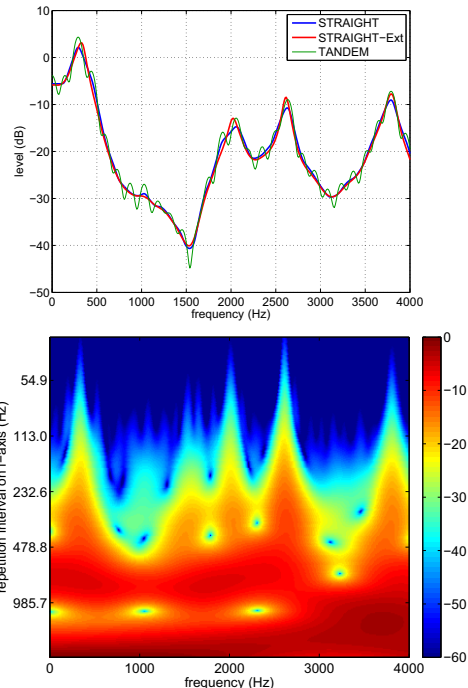 10
0
−10
−20
−30
−40
−50
level (dB)
STRAIGHT
STRAIGHT−Ext
TANDEM
0 500 1000 1500 2000 2500 3000 3500 4000
frequency (Hz)
54.9
113.0
232.6
478.8
985.7
repetition interval on f−axis (Hz)
0
−10
−20
−30
−40
−50
−60
0 1000 2000 3000 4000
frequency (Hz)